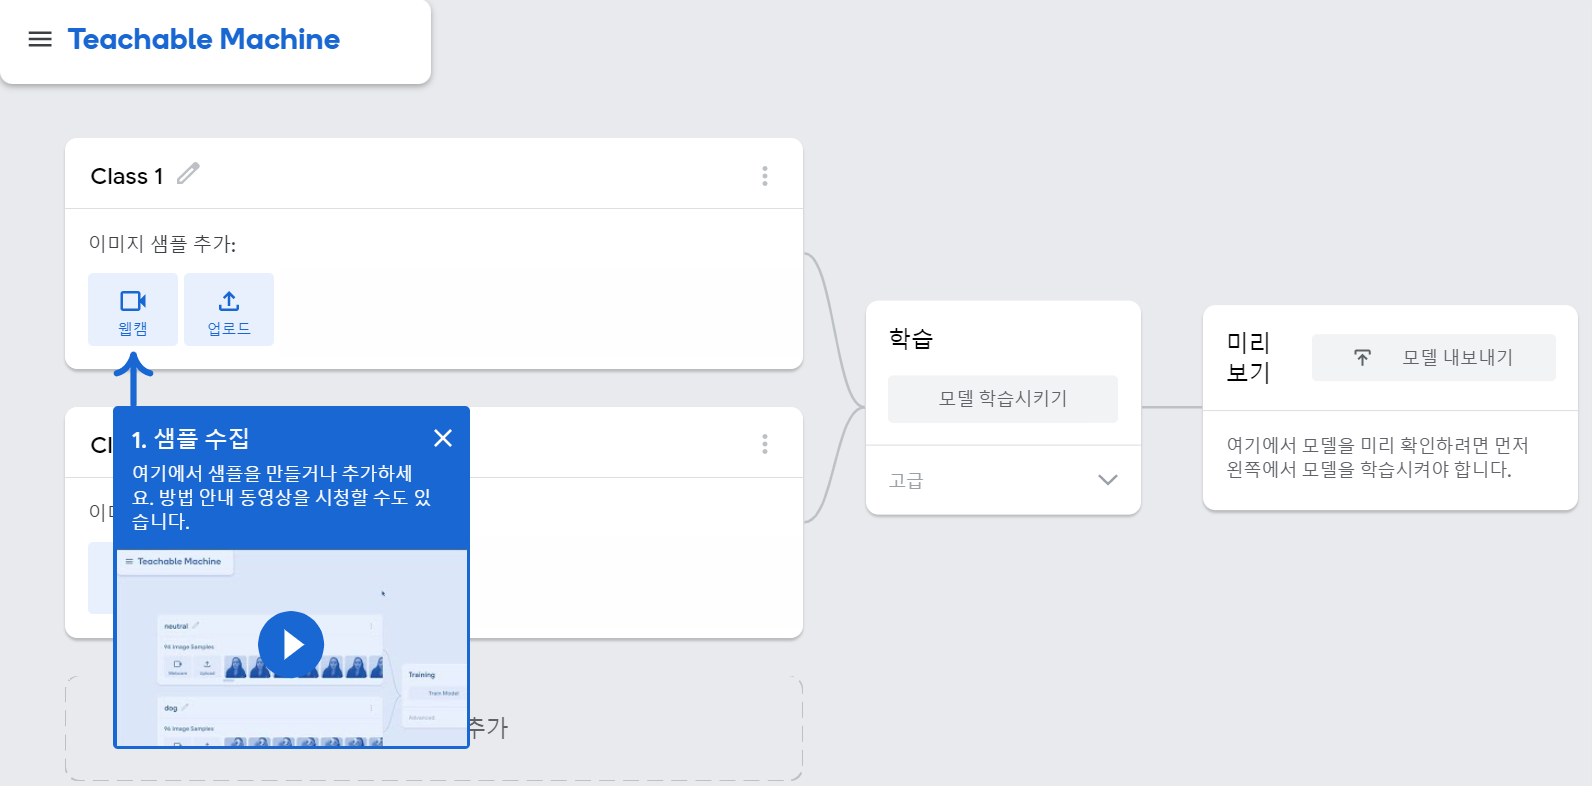 Teachable Machine
Class 1
이미지 샘플 추가:
웹캠
업로드
Cl
1. 샘플 수집
여기에서 샘플을 만들거나 추가하세
요. 방법 안내 동영상을 시청할 수도 있
습니다.
Teachable Machine
neutral
96 Image Samples
Webcam
Upload
Training
Train Model
Advanced
dog
96 Image Samples
추가
학습
모델 학습시키기
고급
미리
보기
모델 내보내기
여기에서 모델을 미리 확인하려면 먼저
왼쪽에서 모델을 학습시켜야 합니다.